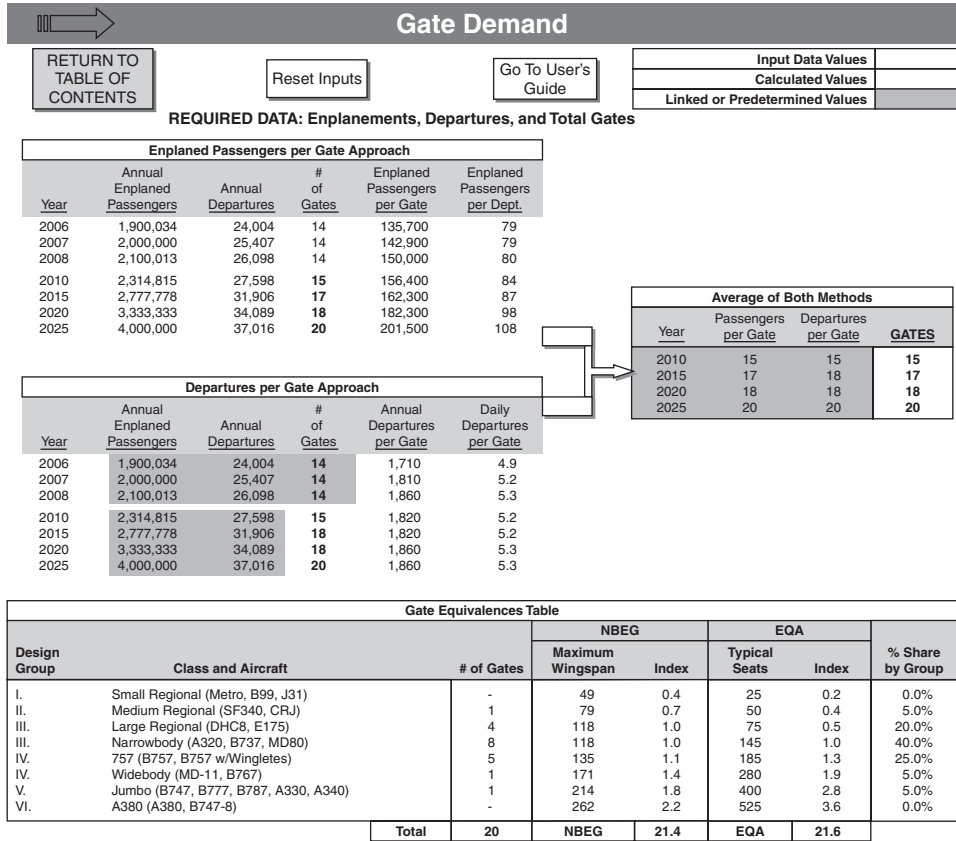 Gate Demand
RETURN TO
TABLE OF
CONTENTS
Reset Inputs
Go To User's
Guide
Input Data Values
Calculated Values
Linked or Predetermined Values
REQUIRED DATA: Enplanements, Departures, and Total Gates
Enplaned Passengers per Gate Approach
Annual # Enplaned Enplaned
Enplaned Annual of Passengers Passengers
Year Passengers Departures Gates per Gate per Dept.
2006 1,900,034 24,004 14 135,700 79
2007 2,000,000 25,407 14 142,900 79
2008 2,100,013 26,098 14 150,000 80
2010 2,314,815 27,598 15 156,400 84
2015 2,777,778 31,906 17 162,300 87
2020 3,333,333 34,089 18 182,300 98
2025 4,000,000 37,016 20 201,500 108
Average of Both Methods
Passengers Departures
Year per Gate per Gate GATES
2010 15 15 15
2015 17 18 17
2020 18 18 18
2025 20 20 20
Departures per Gate Approach
Annual # Annual Daily
Enplaned Annual of Departures Departures
Year Passengers Departures Gates per Gate per Gate
2006 1,900,034 24,004 14 1,710 4.9
2007 2,000,000 25,407 14 1,810 5.2
2008 2,100,013 26,098 14 1,860 5.3
2010 2,314,815 27,598 15 1,820 5.2
2015 2,777,778 31,906 18 1,820 5.2
2020 3,333,333 34,089 18 1,860 5.3
2025 4,000,000 37,016 20 1,860 5.3
Gate Equivalences Table
NBEG EQA
Design Maximum Typical % Share
Group Class and Aircraft # of Gates Wingspan Index Seats Index by Group
I. Small Regional (Metro, B99, J31) - 49 0.4 25 0.2 0.0%
II. Medium Regional (SF340, CRJ) 1 79 0.7 50 0.4 5.0%
III. Large Regional (DHC8, E175) 4 118 1.0 75 0.5 20.0%
III. Narrowbody (A320, B737, MD80) 8 118 1.0 145 1.0 40.0%
IV. 757 (B757, B757 w/Wingletes) 5 135 1.1 185 1.3 25.0%
IV. Widebody (MD-11, B767) 1 171 1.4 280 1.9 5.0%
V. Jumbo (B747, B777, B787, A330, A340) 1 214 1.8 400 2.8 5.0%
VI. A380 (A380, B747-8) - 262 2.2 525 3.6 0.0%
Total 20 NBEG 21.4 EQA 21.6